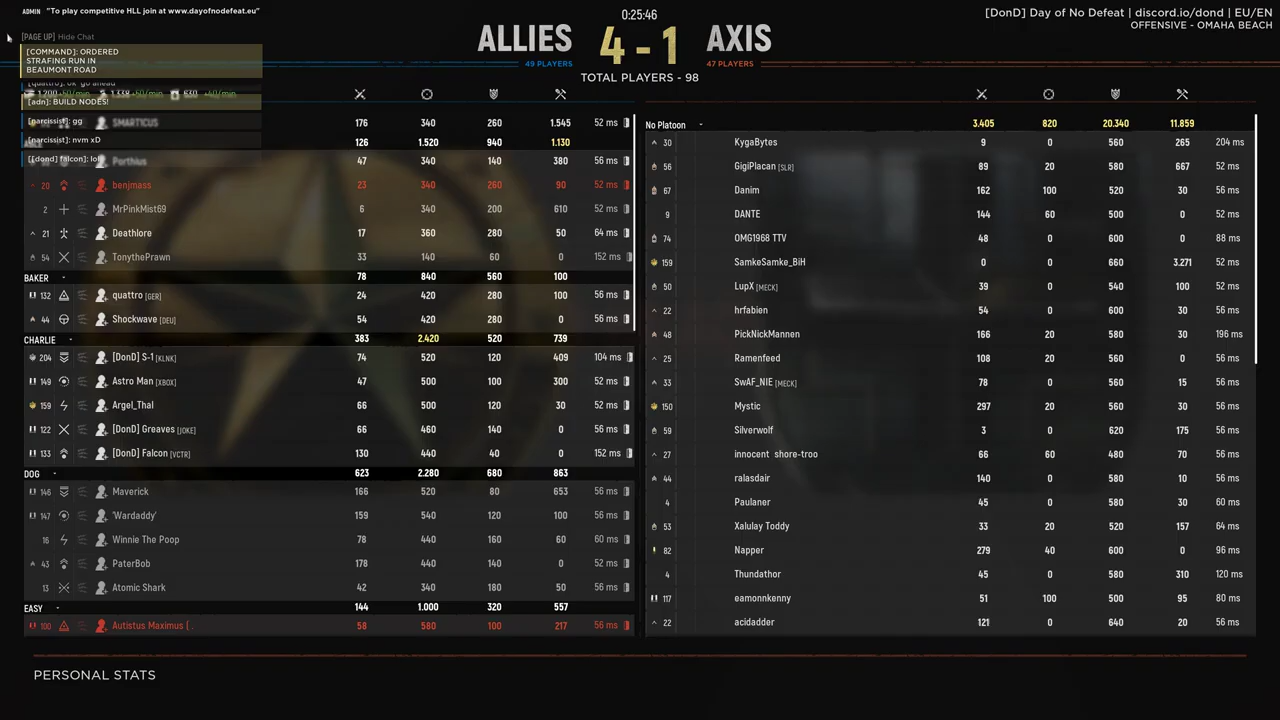 ADMIN "To play competitive HLL join at www.dayofnodefeat.eu"
[PAGE UP] Hide Chat
[COMMAND]: ORDERED
STRAFING RUN IN
BEAUMONT ROAD
[quattro]: ok go ahead
[adn]: BUILD NODES!
[narcissist]: gg
[narcissist]: nvm xD
[[dond] falcon]: lol
0:25:46
ALLIES 4 - 1 AXIS
49 PLAYERS 47 PLAYERS
TOTAL PLAYERS - 98
[DonD] Day of No Defeat | discord.io/dond | EU/EN
OFFENSIVE - OMAHA BEACH
1.200 +50/min 1.338 +50/min 630 +40/min
SMARTICUS 176 340 260 1.545 52 ms
126 1.520 940 1.130
Porthius 47 340 140 380 56 ms
20 benjmass 23 340 260 90 52 ms
2 MrPinkMist69 6 340 200 610 52 ms
21 Deathlore 17 360 280 50 64 ms
54 TonythePrawn 33 140 60 0 152 ms
BAKER - 78 840 560 100
132 quattro [GER] 24 420 280 100 56 ms
44 Shockwave [DEU] 54 420 280 0 56 ms
CHARLIE - 383 2.420 520 739
204 [DonD] S-1 [KLNK] 74 520 120 409 104 ms
149 Astro Man [XBOX] 47 500 100 300 52 ms
159 Argel_Thal 66 500 120 30 52 ms
122 [DonD] Greaves [JOKE] 66 460 140 0 56 ms
133 [DonD] Falcon [VCTR] 130 440 40 0 152 ms
DOG - 623 2.280 680 863
146 Maverick 166 520 80 653 56 ms
147 'Wardaddy' 159 540 120 100 56 ms
16 Winnie The Poop 78 440 160 60 60 ms
43 PaterBob 178 440 140 0 52 ms
13 Atomic Shark 42 340 180 50 56 ms
EASY - 144 1.000 320 557
100 Autistus Maximus ( . 58 580 100 217 56 ms
No Platoon - 3.405 820 20.340 11.859
30 KygaBytes 9 0 560 265 204 ms
56 GigiPlacan [SLR] 89 20 580 667 52 ms
67 Danim 162 100 520 30 56 ms
9 DANTE 144 60 500 0 52 ms
74 OMG1968 TTV 48 0 600 0 88 ms
159 SamkeSamke_BiH 0 0 660 3.271 52 ms
50 LupX [MECK] 39 0 540 100 52 ms
22 hrfabien 54 0 600 30 56 ms
48 PickNickMannen 166 20 580 30 196 ms
25 Ramenfeed 108 20 560 0 56 ms
33 SwAF_NIE [MECK] 78 0 560 15 56 ms
150 Mystic 297 20 560 30 56 ms
59 Silverwolf 3 0 620 175 56 ms
27 innocent shore-troo 66 60 480 70 56 ms
44 ralasdair 140 0 580 10 56 ms
4 Paulaner 45 0 580 30 60 ms
53 Xalulay Toddy 33 20 520 157 64 ms
82 Napper 279 40 600 0 96 ms
4 Thundathor 45 0 580 310 120 ms
117 eamonnkenny 51 100 500 95 80 ms
22 acidadder 121 0 640 20 56 ms
PERSONAL STATS